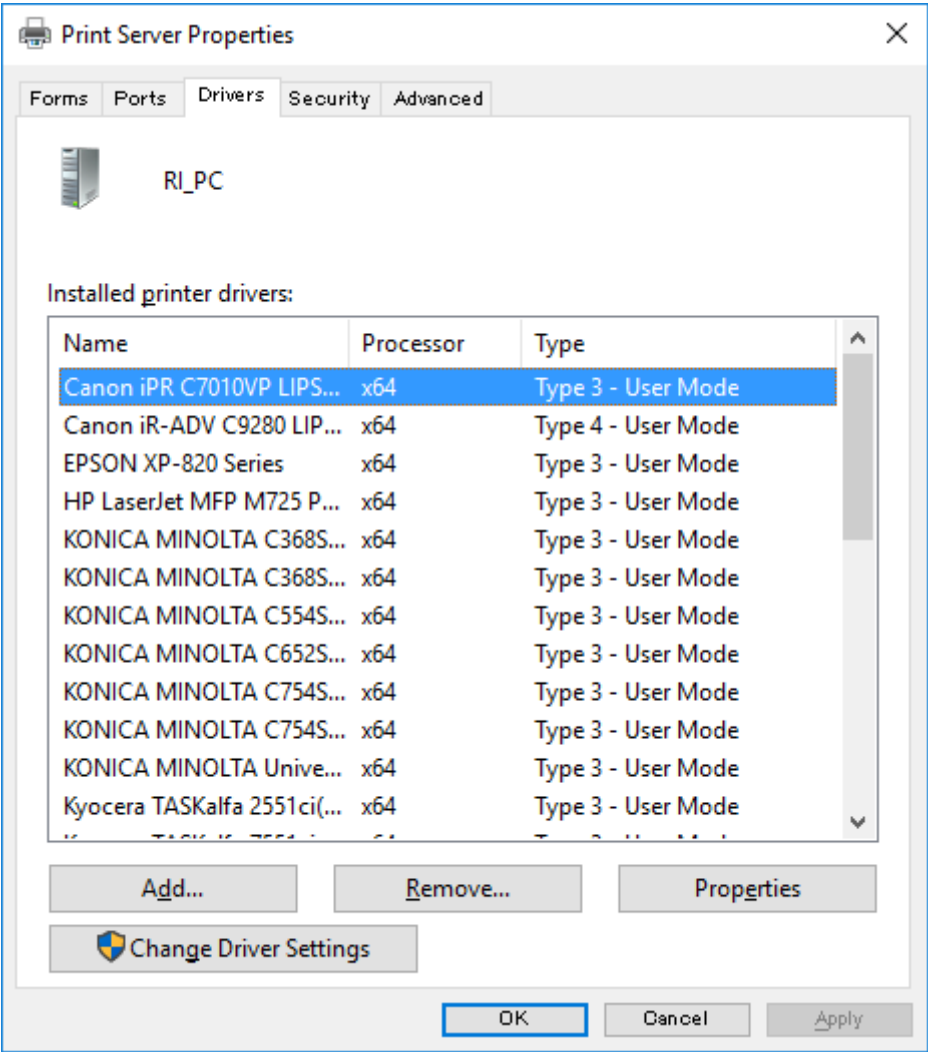 Print Server Properties
Forms Ports Drivers Security Advanced
RI_PC
Installed printer drivers:
Name Processor Type
Canon iPR C7010VP LIPS... x64 Type 3 - User Mode
Canon iR-ADV C9280 LIP... x64 Type 4 - User Mode
EPSON XP-820 Series x64 Type 3 - User Mode
HP LaserJet MFP M725 P... x64 Type 3 - User Mode
KONICA MINOLTA C368S... x64 Type 3 - User Mode
KONICA MINOLTA C368S... x64 Type 3 - User Mode
KONICA MINOLTA C554S... x64 Type 3 - User Mode
KONICA MINOLTA C652S... x64 Type 3 - User Mode
KONICA MINOLTA C754S... x64 Type 3 - User Mode
KONICA MINOLTA C754S... x64 Type 3 - User Mode
KONICA MINOLTA Unive... x64 Type 3 - User Mode
Kyocera TASKalfa 2551ci(... x64 Type 3 - User Mode
Add... Remove... Properties
Change Driver Settings
OK Cancel Apply